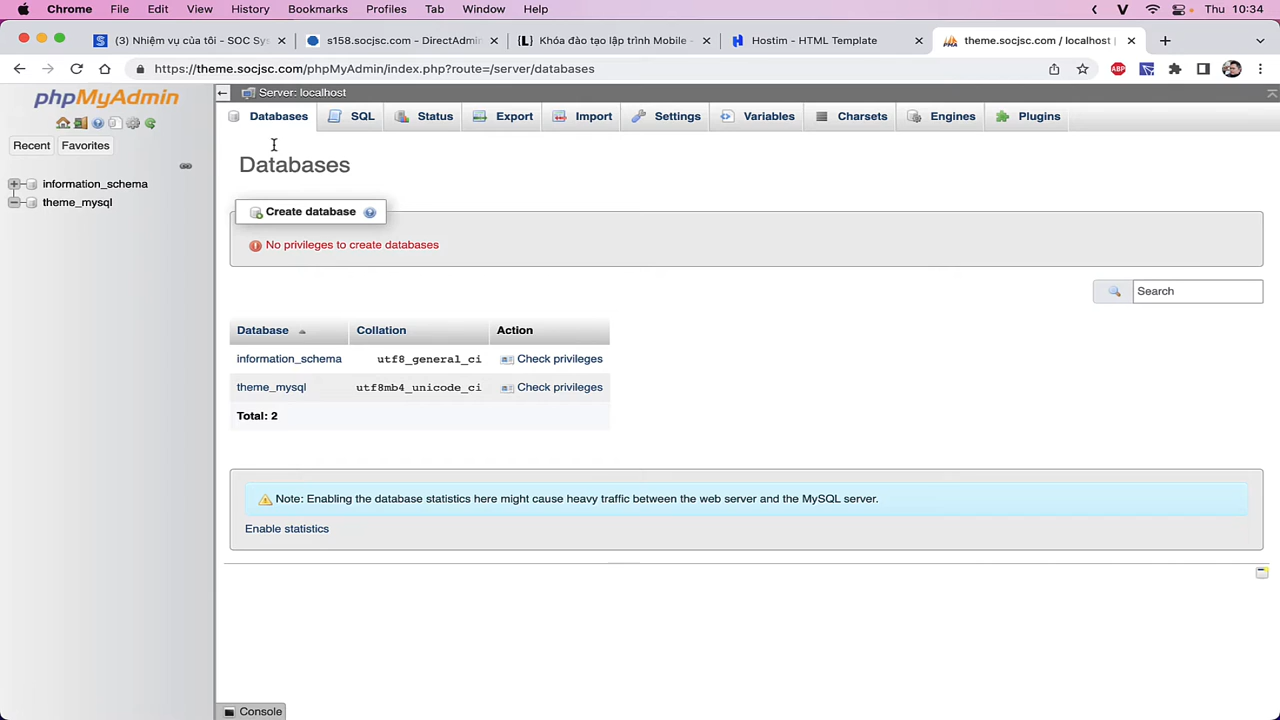 Chrome File Edit View History Bookmarks Profiles Tab Window Help Thu 10:34
(3) Nhiệm vụ của tôi - SOC Sy
s158.socjsc.com - DirectAdmin
Khóa đào tạo lập trình Mobile -
Hostim - HTML Template
theme.socjsc.com / localhost
https://theme.socjsc.com/phpMyAdmin/index.php?route=/server/databases
phpMyAdmin
Recent Favorites
information_schema
theme_mysql
Server: localhost
Databases SQL Status Export Import Settings Variables Charsets Engines Plugins
Databases
Create database
No privileges to create databases
Search
Database Collation Action
information_schema utf8_general_ci Check privileges
theme_mysql utf8mb4_unicode_ci Check privileges
Total: 2
Note: Enabling the database statistics here might cause heavy traffic between the web server and the MySQL server.
Enable statistics
Console